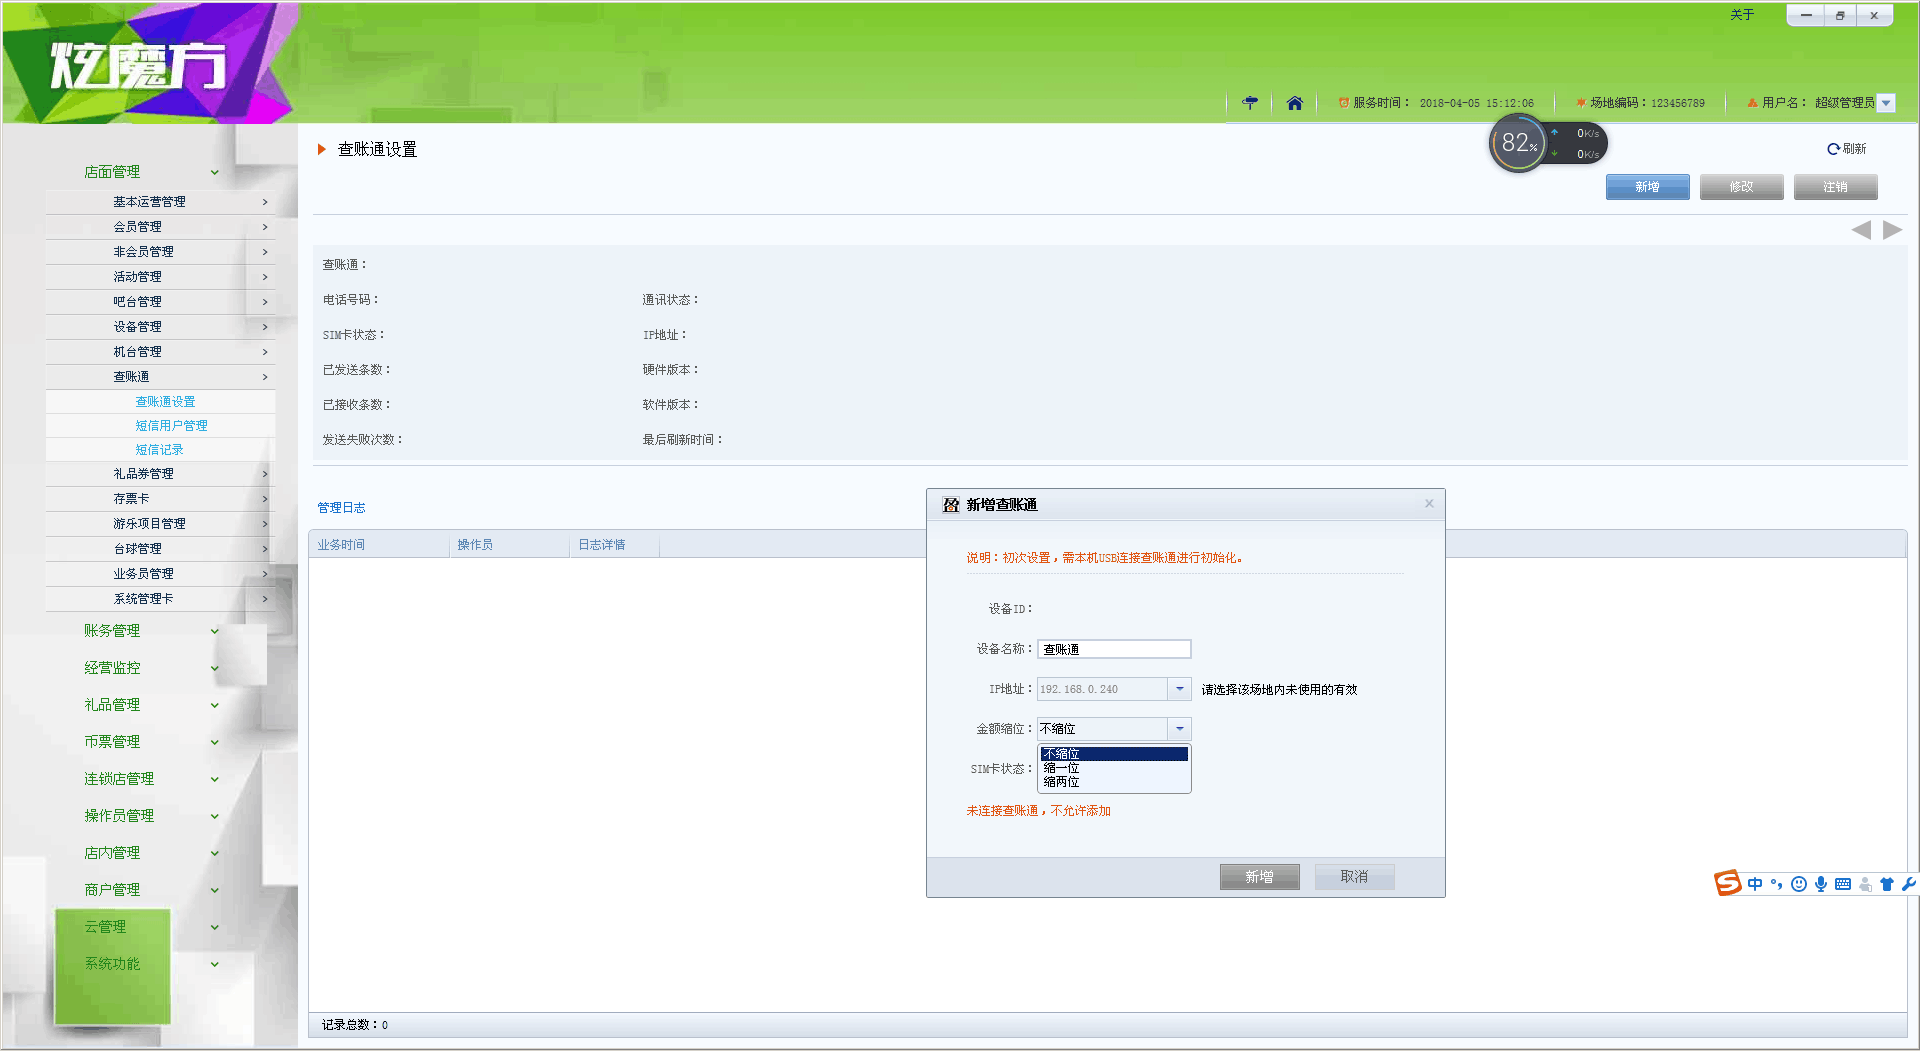 关于
炫魔方
服务时间： 2018-04-05 15:12:06
场地编码：123456789
用户名： 超级管理员
82%
0K/s
0K/s
查账通设置
刷新
新增
修改
注销
店面管理
基本运营管理
会员管理
非会员管理
活动管理
吧台管理
设备管理
机台管理
查账通
查账通设置
短信用户管理
短信记录
礼品券管理
存票卡
游乐项目管理
台球管理
业务员管理
系统管理卡
账务管理
经营监控
礼品管理
币票管理
连锁店管理
操作员管理
店内管理
商户管理
云管理
系统功能
查账通：
电话号码：
通讯状态：
SIM卡状态：
IP地址：
已发送条数：
硬件版本：
已接收条数：
软件版本：
发送失败次数：
最后刷新时间：
管理日志
业务时间
操作员
日志详情
新增查账通
说明：初次设置，需本机USB连接查账通进行初始化。
设备ID：
设备名称： 查账通
IP地址： 192.168.0.240 请选择该场地内未使用的有效
金额缩位： 不缩位
不缩位
缩一位
缩两位
SIM卡状态：
未连接查账通，不允许添加
新增
取消
中
记录总数：0